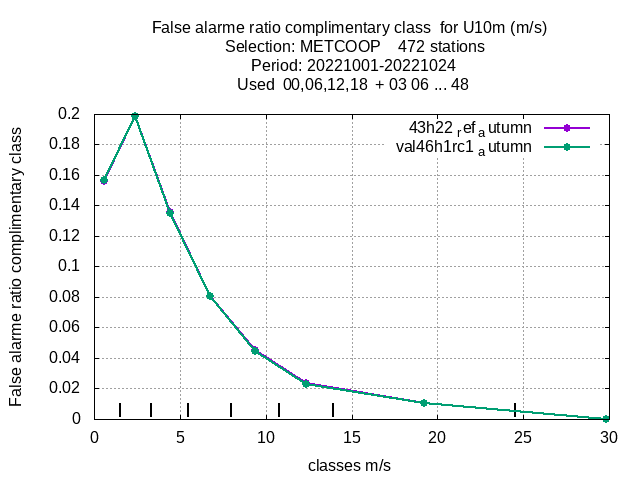 False alarme ratio complimentary class  for U10m (m/s)
Selection: METCOOP    472 stations
Period: 20221001-20221024
Used  00,06,12,18  + 03 06 ... 48
43h22 ref autumn
val46h1rc1 autumn
False alarme ratio complimentary class
0.2
0.18
0.16
0.14
0.12
0.1
0.08
0.06
0.04
0.02
0
0 5 10 15 20 25 30
classes m/s